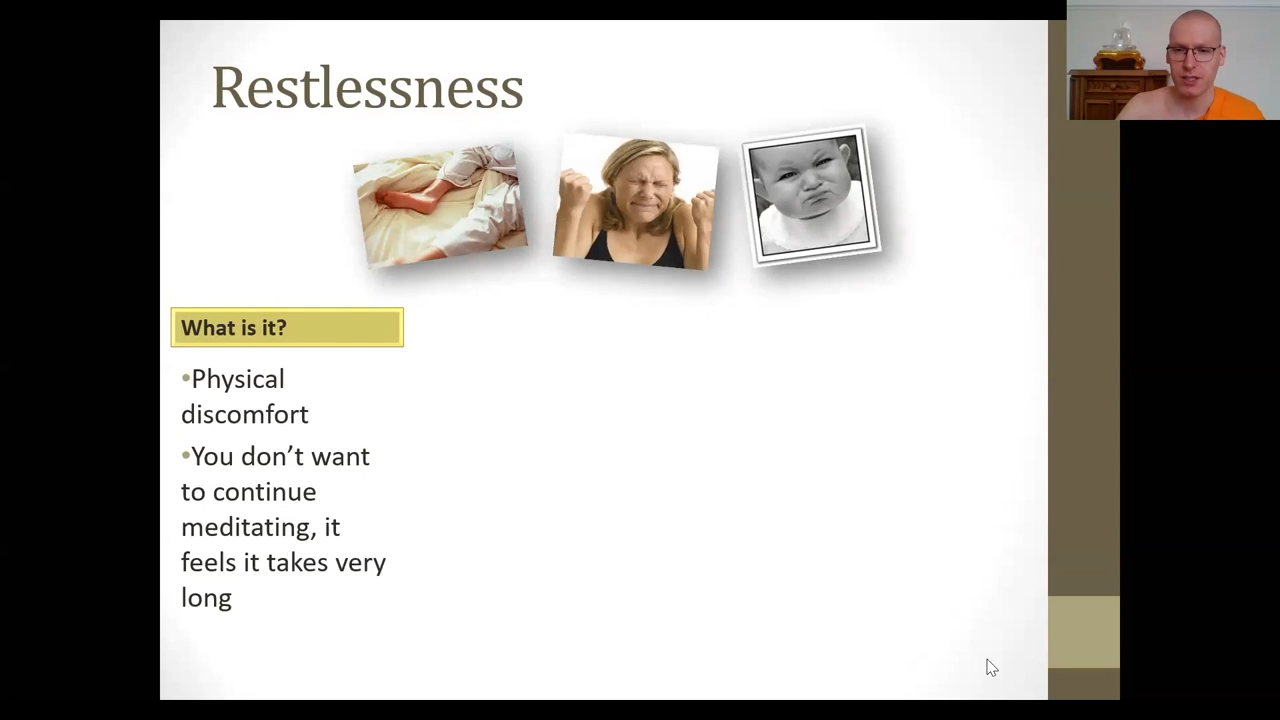 Restlessness
What is it?
•Physical
discomfort
•You don’t want
to continue
meditating, it
feels it takes very
long